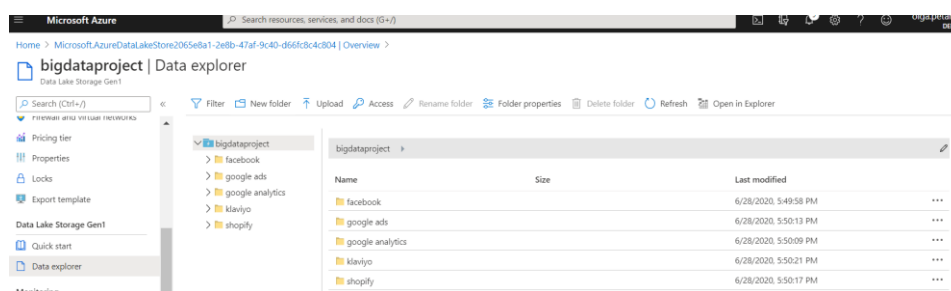 Microsoft Azure
Search resources, services, and docs (G+/)
Home > Microsoft.AzureDataLakeStore2065e8a1-2e8b-47af-9c40-d66fc8c4c804 | Overview >
bigdataproject | Data explorer
Data Lake Storage Gen1
Search (Ctrl+/)
«
Filter New folder Upload Access Rename folder Folder properties Delete folder Refresh Open in Explorer
Firewall and virtual networks
Pricing tier
Properties
Locks
Export template
Data Lake Storage Gen1
Quick start
Data explorer
bigdataproject
facebook
google ads
google analytics
klaviyo
shopify
bigdataproject
Name Size Last modified
facebook 6/28/2020, 5:49:58 PM
google ads 6/28/2020, 5:50:13 PM
google analytics 6/28/2020, 5:50:09 PM
klaviyo 6/28/2020, 5:50:21 PM
shopify 6/28/2020, 5:50:17 PM